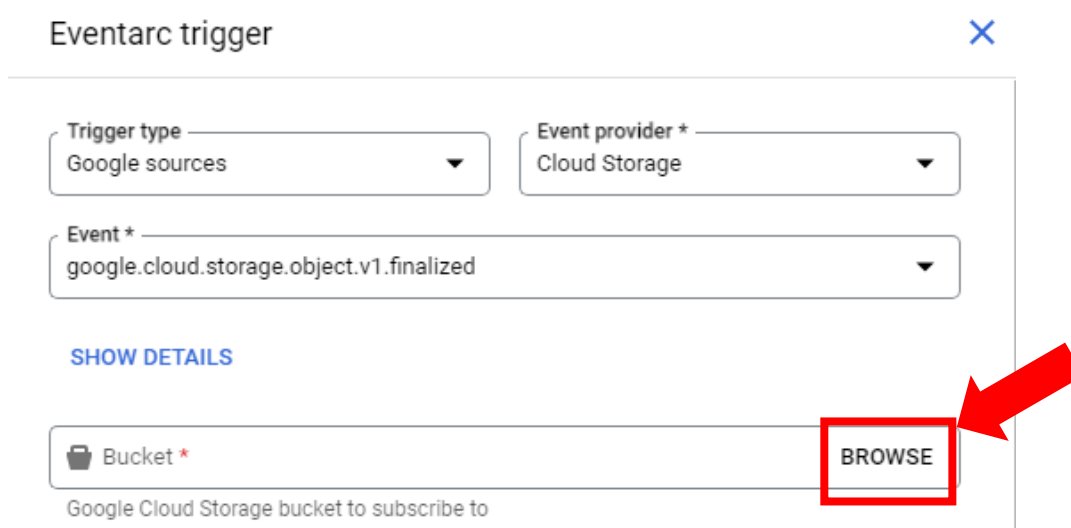 Eventarc trigger
Trigger type
Google sources
Event provider *
Cloud Storage
Event *
google.cloud.storage.object.v1.finalized
SHOW DETAILS
Bucket *
BROWSE
Google Cloud Storage bucket to subscribe to